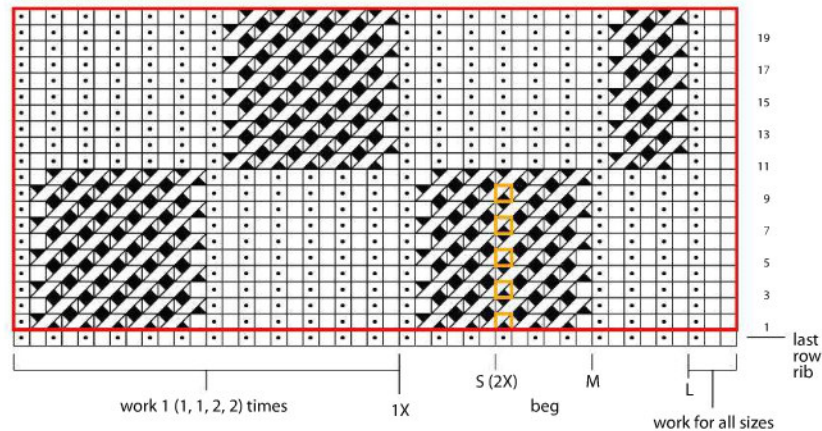 19
17
15
13
11
9
7
5
3
1
last
row
rib
S (2X)
M
L
work 1 (1, 1, 2, 2) times
1X
beg
work for all sizes